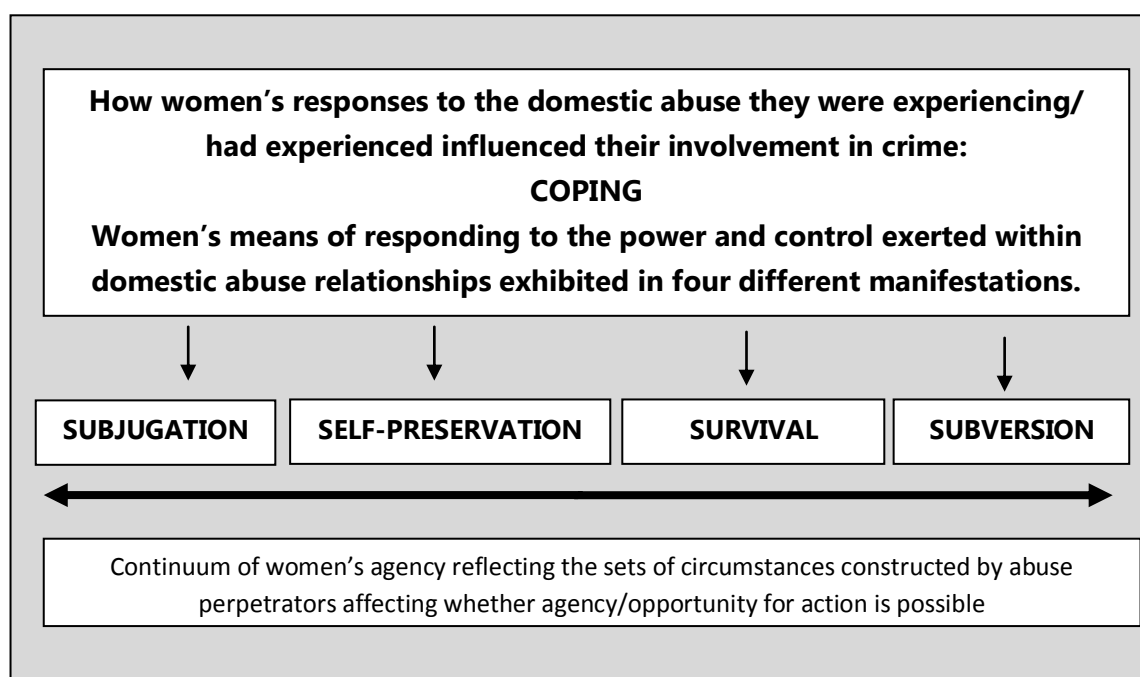 How women’s responses to the domestic abuse they were experiencing/
had experienced influenced their involvement in crime:
COPING
Women’s means of responding to the power and control exerted within
domestic abuse relationships exhibited in four different manifestations.
SUBJUGATION
SELF-PRESERVATION
SURVIVAL
SUBVERSION
Continuum of women’s agency reflecting the sets of circumstances constructed by abuse
perpetrators affecting whether agency/opportunity for action is possible